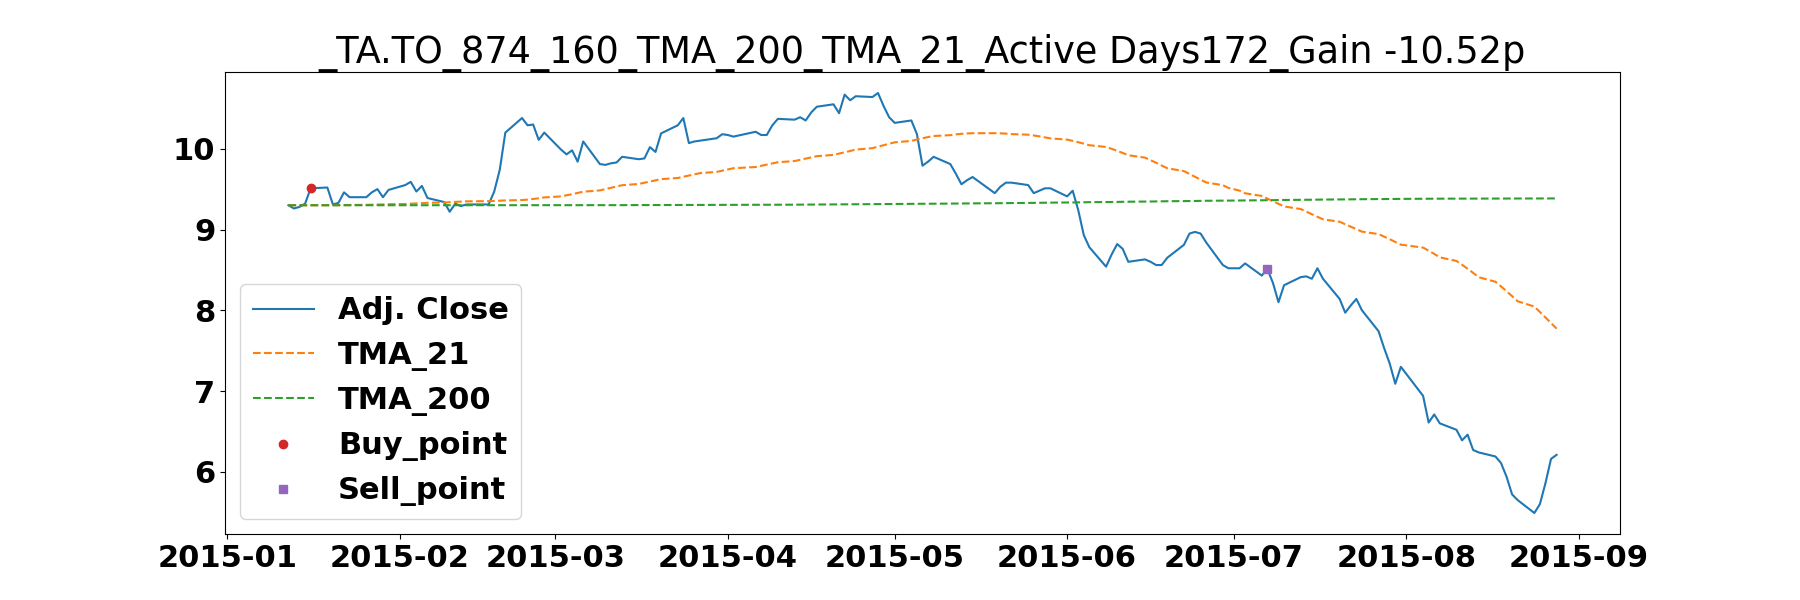 _TA.TO_874_160_TMA_200_TMA_21_Active Days172_Gain -10.52p
10
9
8
7
6
Adj. Close
TMA_21
TMA_200
Buy_point
Sell_point
2015-01 2015-02 2015-03 2015-04 2015-05 2015-06 2015-07 2015-08 2015-09